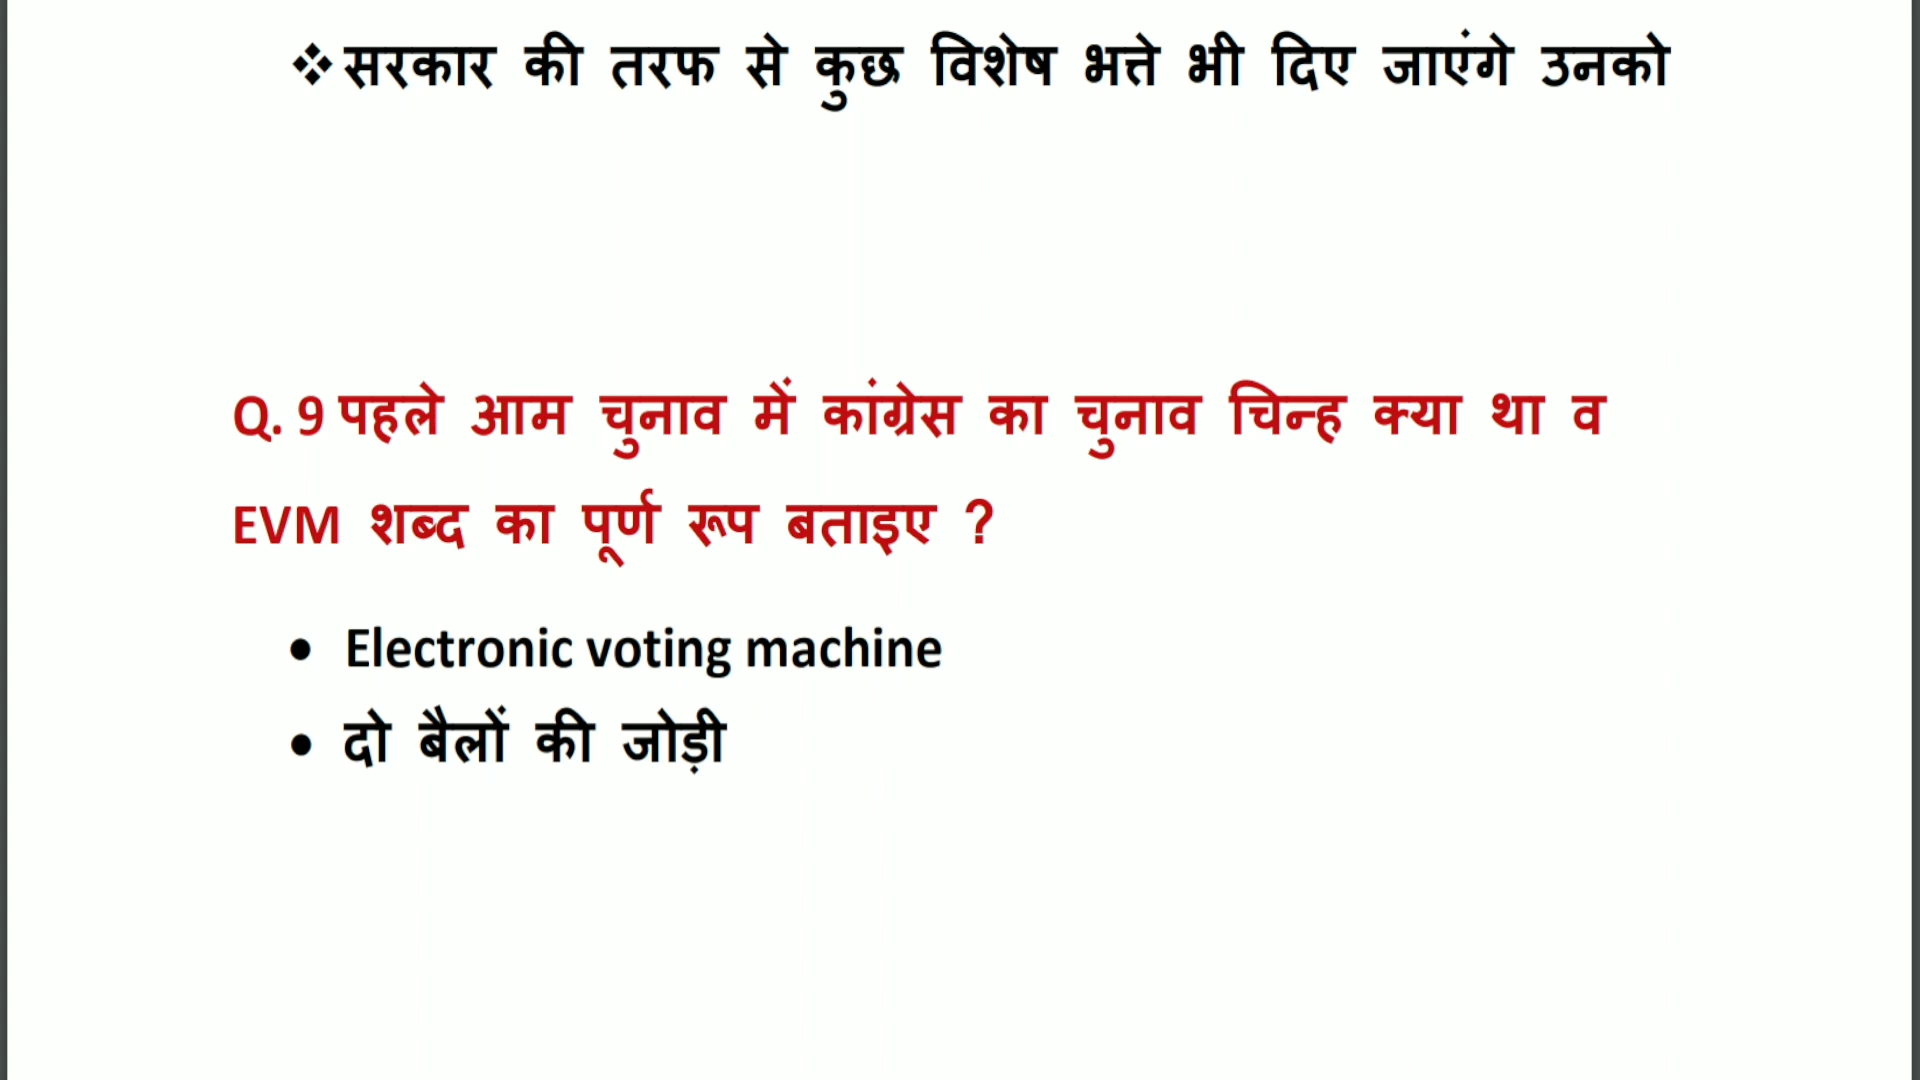 ❖ सरकार की तरफ से कुछ विशेष भत्ते भी दिए जाएंगे उनको
Q. 9 पहले आम चुनाव में कांग्रेस का चुनाव चिन्ह क्या था व
EVM शब्द का पूर्ण रूप बताइए ?
• Electronic voting machine
• दो बैलों की जोड़ी